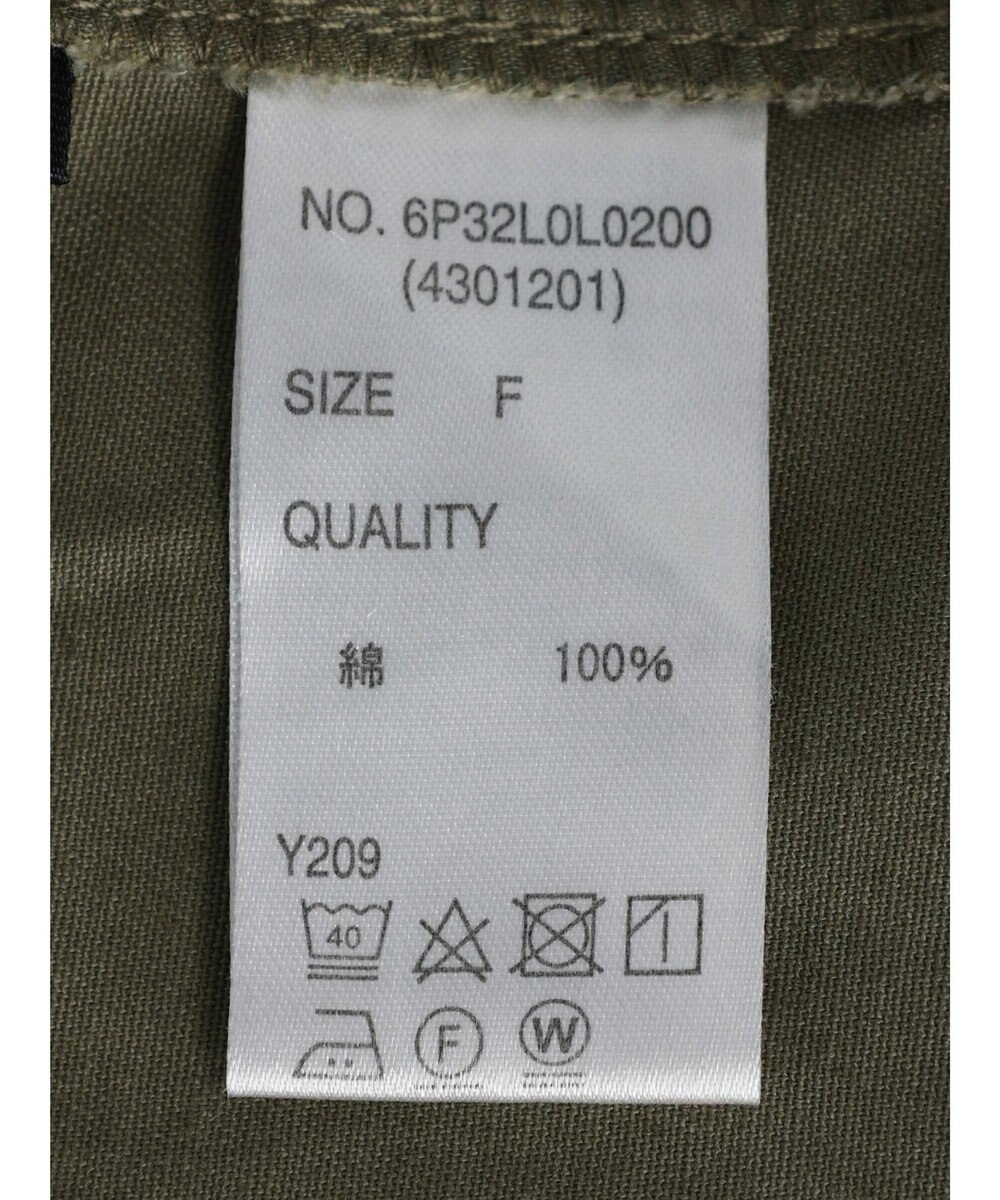 NO. 6P32L0L0200
(4301201)
SIZE F
QUALITY
綿 100%
Y209
40
F W